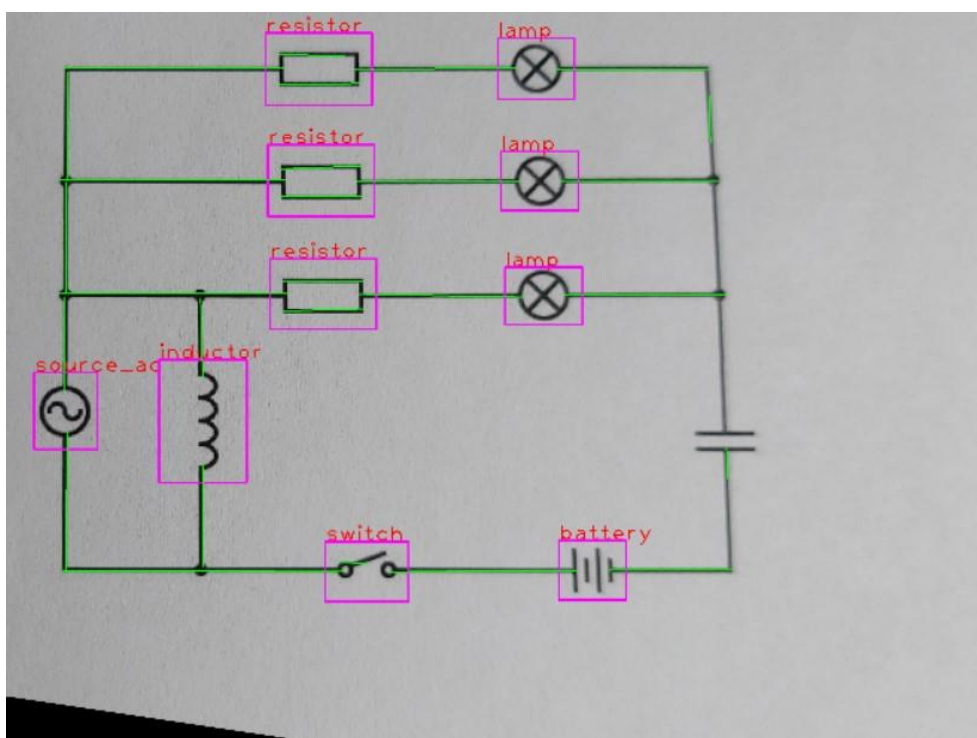 resistor
lamp
resistor
lamp
resistor
lamp
source_ac
inductor
switch
battery